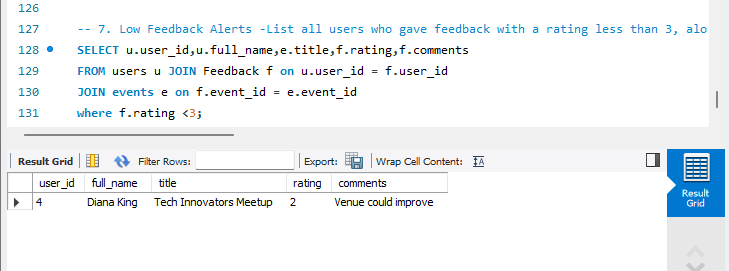 126
127 -- 7. Low Feedback Alerts -List all users who gave feedback with a rating less than 3, alo
128 SELECT u.user_id,u.full_name,e.title,f.rating,f.comments
129 FROM users u JOIN Feedback f on u.user_id = f.user_id
130 JOIN events e on f.event_id = e.event_id
131 where f.rating <3;
Result Grid Filter Rows: Export: Wrap Cell Content: IA
user_id full_name title rating comments
4 Diana King Tech Innovators Meetup 2 Venue could improve
Result
Grid